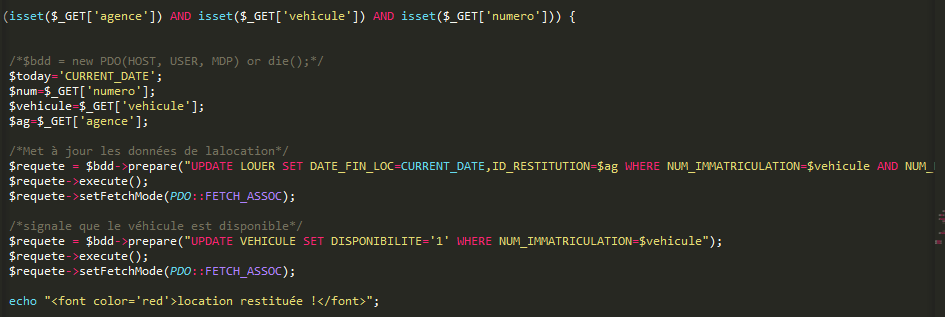 (isset($_GET['agence']) AND isset($_GET['vehicule']) AND isset($_GET['numero'])) {
/*$bdd = new PDO(HOST, USER, MDP) or die();*/
$today='CURRENT_DATE';
$num=$_GET['numero'];
$vehicule=$_GET['vehicule'];
$ag=$_GET['agence'];
/*Met à jour les données de lalocation*/
$requete = $bdd->prepare("UPDATE LOUER SET DATE_FIN_LOC=CURRENT_DATE,ID_RESTITUTION=$ag WHERE NUM_IMMATRICULATION=$vehicule AND NUM_
$requete->execute();
$requete->setFetchMode(PDO::FETCH_ASSOC);
/*signale que le véhicule est disponible*/
$requete = $bdd->prepare("UPDATE VEHICULE SET DISPONIBILITE='1' WHERE NUM_IMMATRICULATION=$vehicule");
$requete->execute();
$requete->setFetchMode(PDO::FETCH_ASSOC);
echo "<font color='red'>location restituée !</font>";